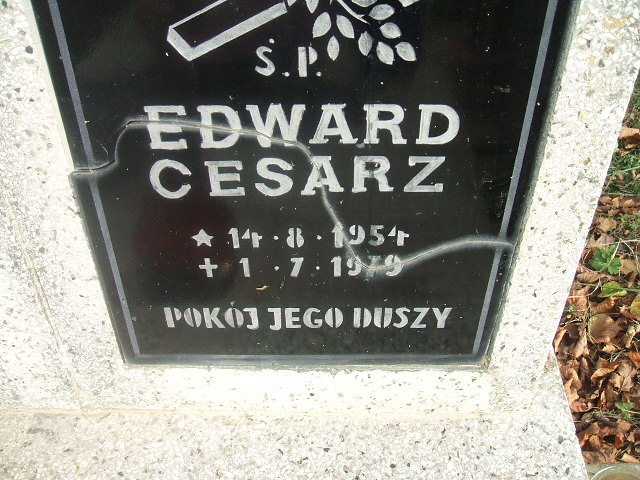 Ś.P.
EDWARD
CESARZ
★ 14·8·1954
+ 1·7·1979
POKÓJ JEGO DUSZY